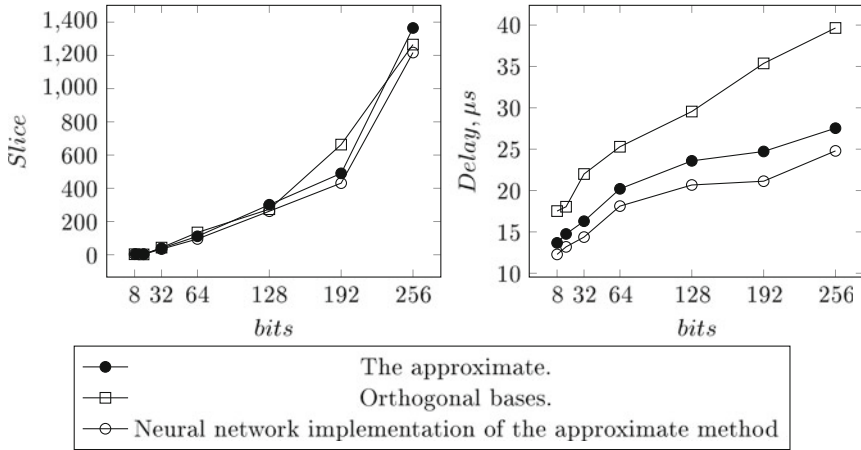 1,400
1,200
1,000
800
600
400
200
0
Slice
8 32 64 128 192 256
bits
40
35
30
25
20
15
10
Delay, μs
8 32 64 128 192 256
bits
The approximate.
Orthogonal bases.
Neural network implementation of the approximate method